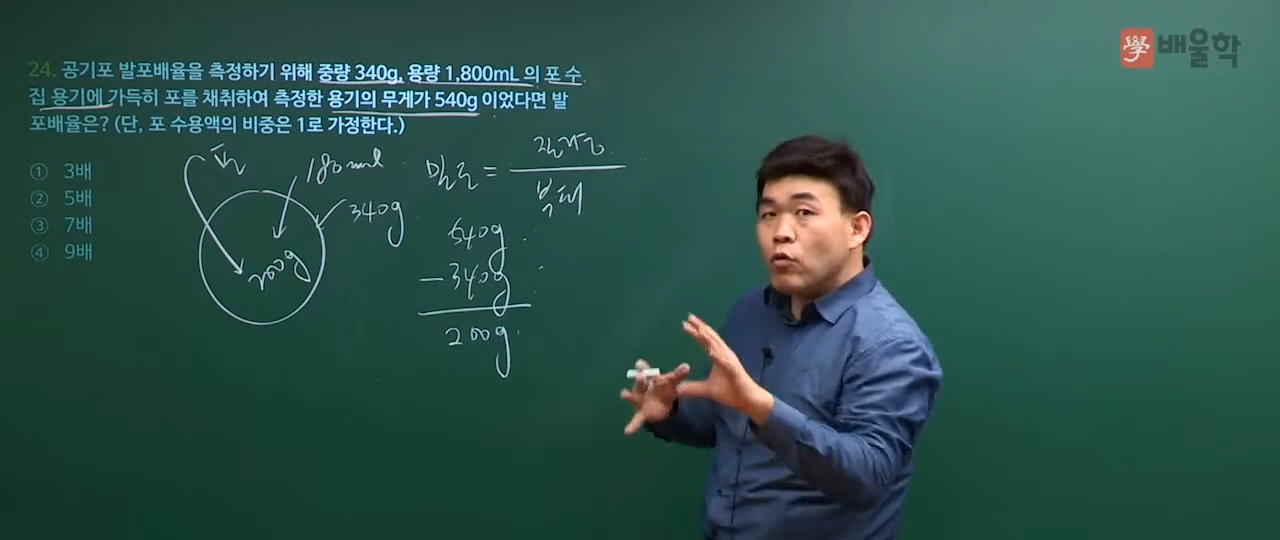 學 배울학
24. 공기포 발포배율을 측정하기 위해 중량 340g, 용량 1,800mL 의 포 수
집 용기에 가득히 포를 채취하여 측정한 용기의 무게가 540g 이었다면 발
포배율은? (단, 포 수용액의 비중은 1로 가정한다.)
① 3배
② 5배
③ 7배
④ 9배
포
340g
200g
540g
-340g
200g
밀도 =